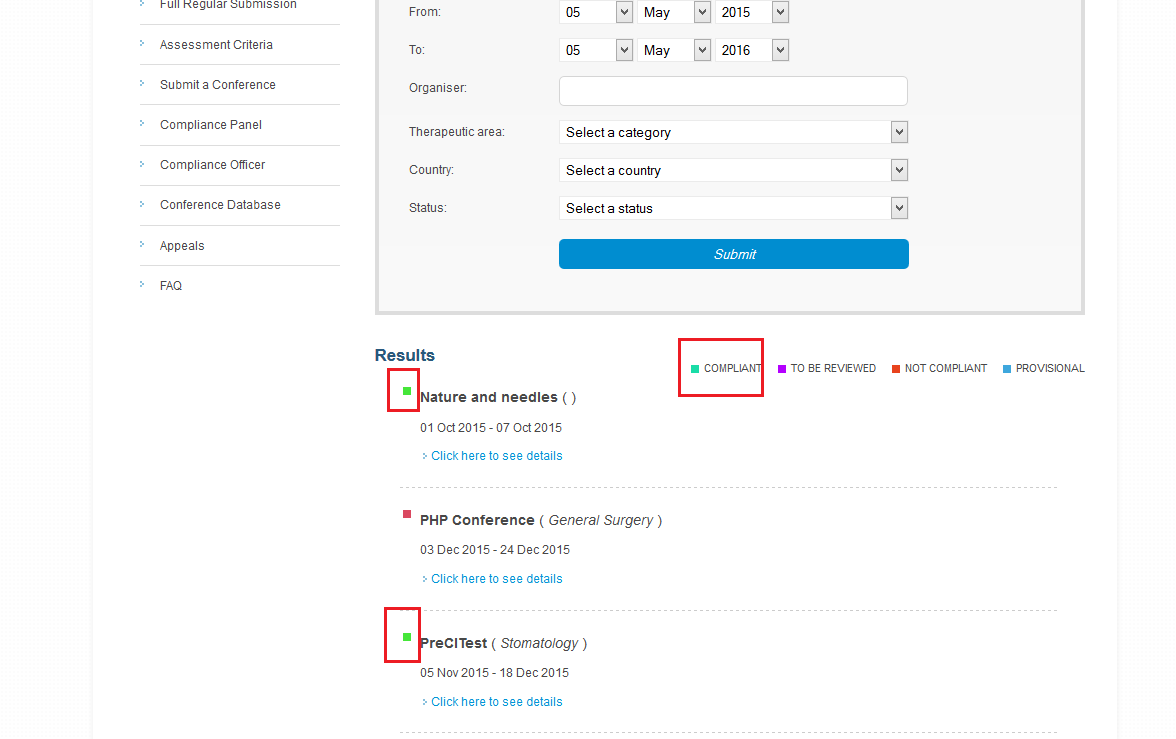 Full Regular Submission
Assessment Criteria
Submit a Conference
Compliance Panel
Compliance Officer
Conference Database
Appeals
FAQ
From: 05 May 2015
To: 05 May 2016
Organiser:
Therapeutic area: Select a category
Country: Select a country
Status: Select a status
Submit
Results
COMPLIANT TO BE REVIEWED NOT COMPLIANT PROVISIONAL
Nature and needles ( )
01 Oct 2015 - 07 Oct 2015
Click here to see details
PHP Conference ( General Surgery )
03 Dec 2015 - 24 Dec 2015
Click here to see details
PreCITest ( Stomatology )
05 Nov 2015 - 18 Dec 2015
Click here to see details